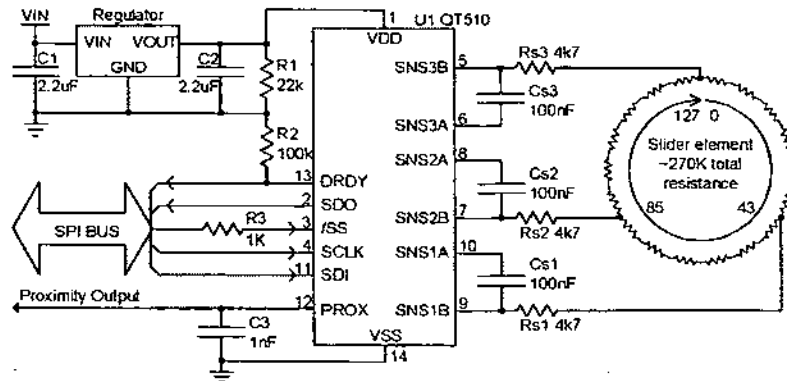 VIN
Regulator
VIN VOUT
GND
C1
2.2uF
C2
2.2uF
R1
22k
R2
100k
1
U1 QT510
VDD
SNS3B
5
Rs3 4k7
Cs3
100nF
SNS3A
6
SNS2A
8
Cs2
100nF
SNS2B
7
Rs2 4k7
SNS1A
10
Cs1
100nF
SNS1B
9
Rs1 4k7
127 0
Slider element
~270K total
resistance
85 43
SPI BUS
13
DRDY
2
SDO
R3
1K
3
/SS
4
SCLK
11
SDI
Proximity Output
12
PROX
C3
1nF
VSS
14